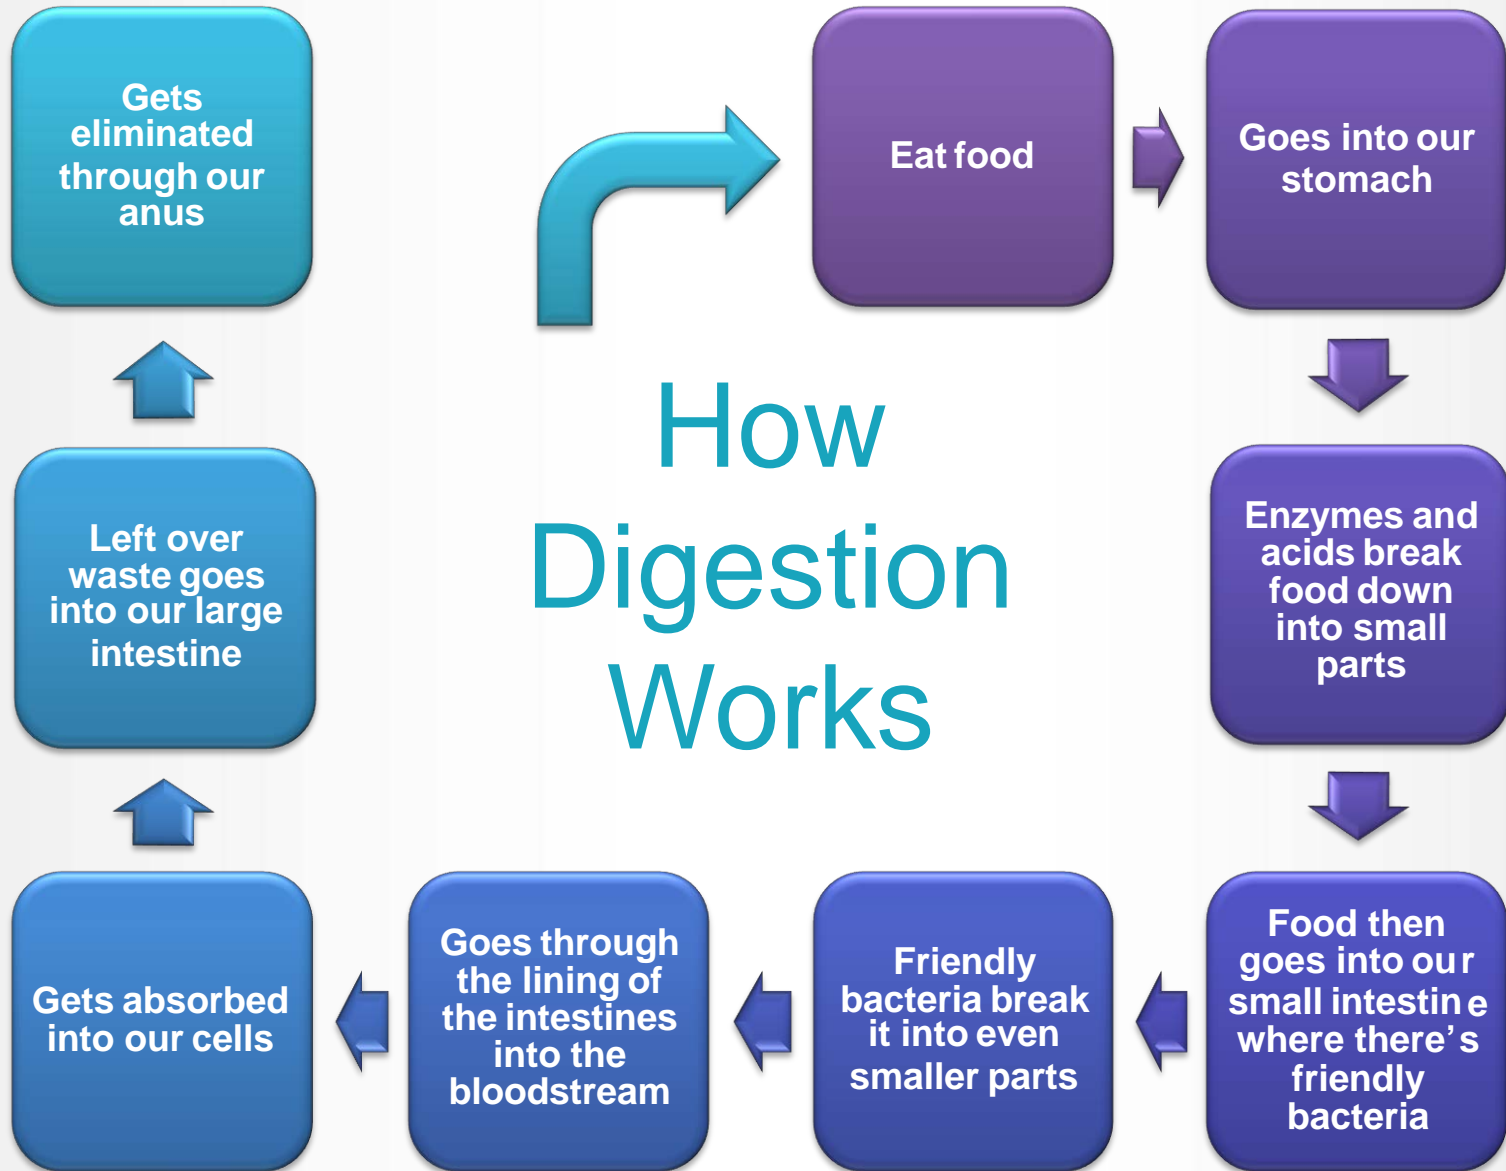 How
Digestion
Works
Eat food
Goes into our
stomach
Enzymes and
acids break
food down
into small
parts
Food then
goes into our
small intestine
where there’s
friendly
bacteria
Friendly
bacteria break
it into even
smaller parts
Goes through
the lining of
the intestines
into the
bloodstream
Gets absorbed
into our cells
Left over
waste goes
into our large
intestine
Gets
eliminated
through our
anus